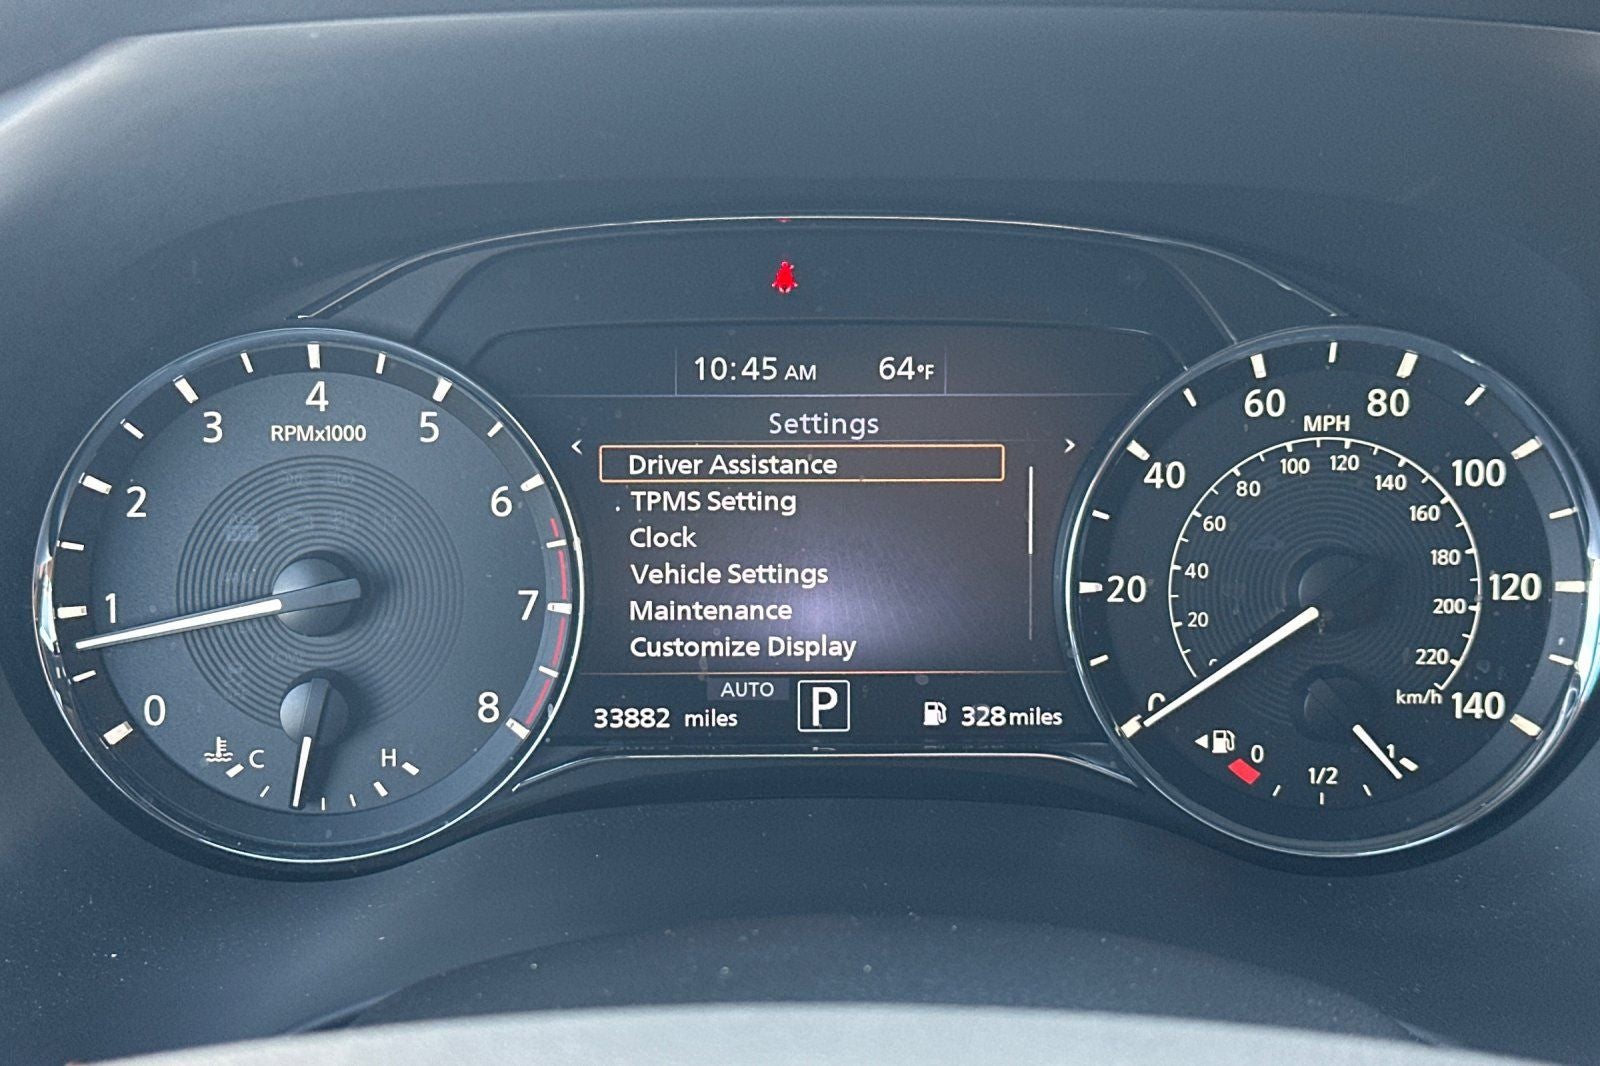 10:45 AM 64°F
Settings
Driver Assistance
TPMS Setting
Clock
Vehicle Settings
Maintenance
Customize Display
AUTO
33882 miles
P
328 miles
0
1
2
3
4
5
6
7
8
RPMx1000
C
H
0
20
40
60
80
100
120
140
MPH
20
40
60
80
100
120
140
160
180
200
220
km/h
0
1/2
1